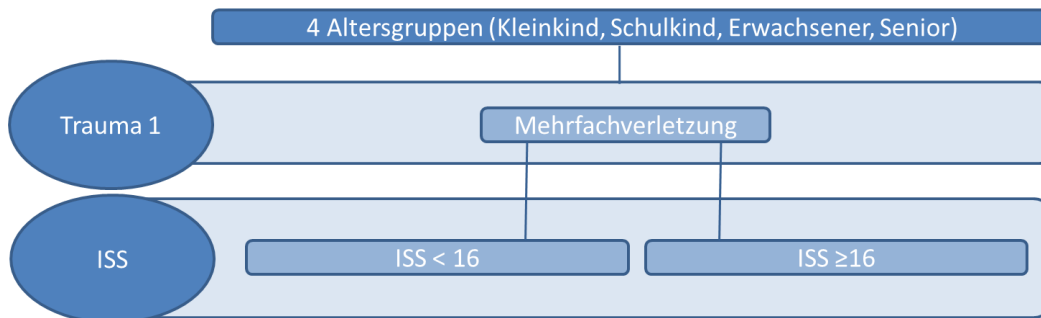 4 Altersgruppen (Kleinkind, Schulkind, Erwachsener, Senior)
Trauma 1
Mehrfachverletzung
ISS
ISS < 16
ISS ≥16